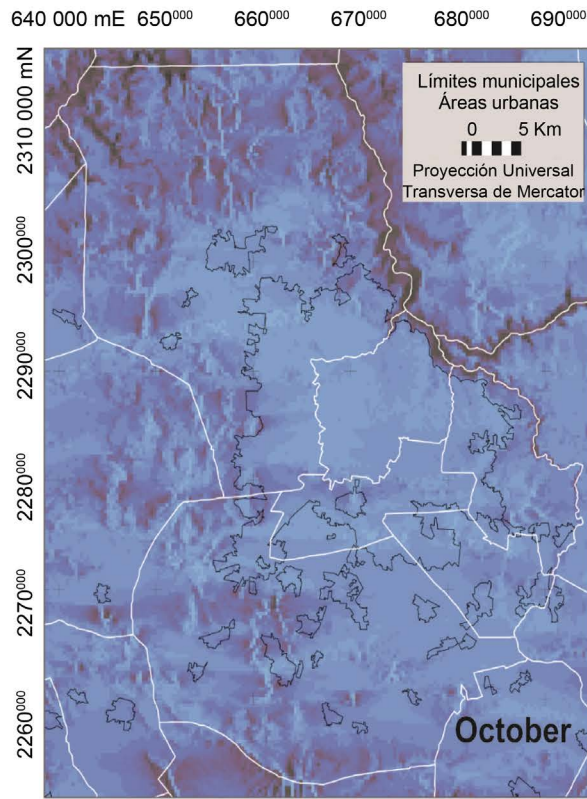 640 000 mE 650⁰⁰⁰ 660⁰⁰⁰ 670⁰⁰⁰ 680⁰⁰⁰ 690⁰⁰⁰
2310 000 mN
2300⁰⁰⁰
2290⁰⁰⁰
2280⁰⁰⁰
2270⁰⁰⁰
2260⁰⁰⁰
Límites municipales
Áreas urbanas
0 5 Km
Proyección Universal
Transversa de Mercator
October